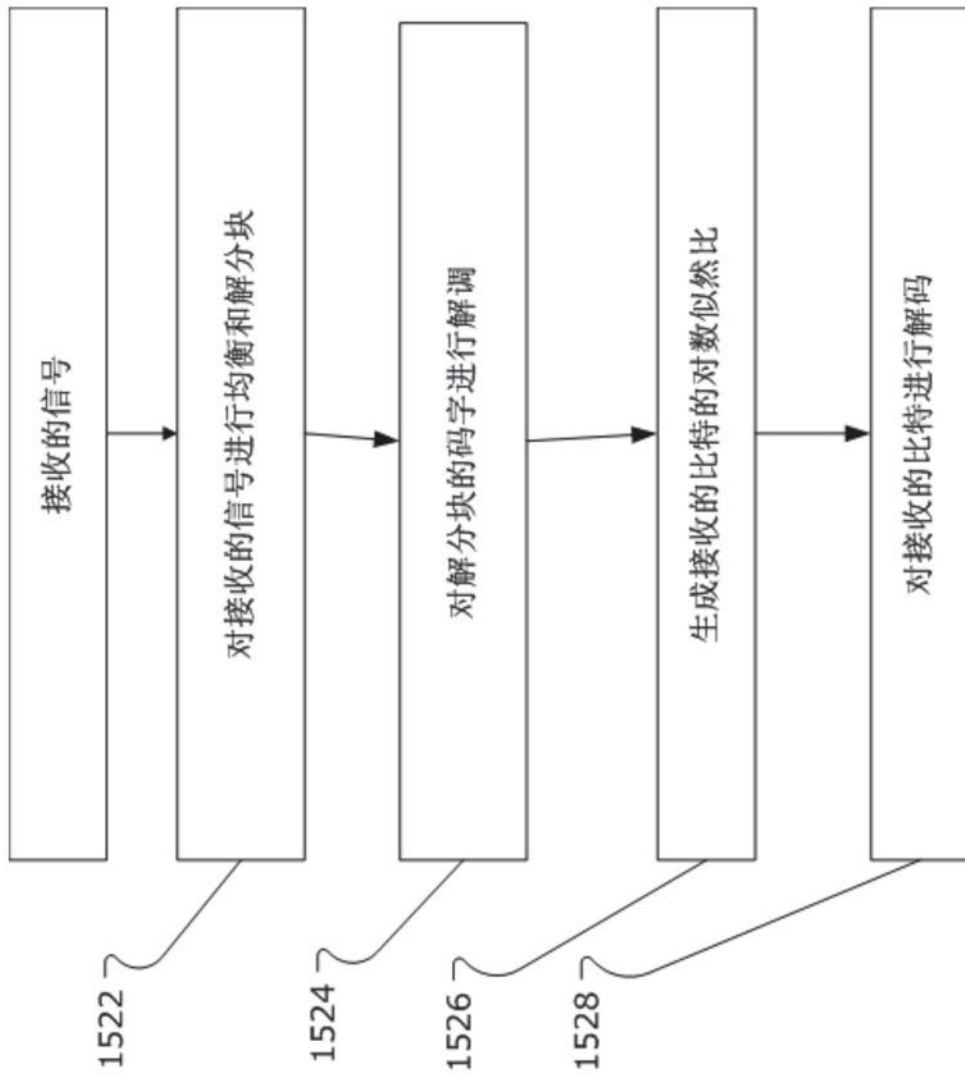 接收的信号
对接收的信号进行均衡和解分块
对解分块的码字进行解调
生成接收的比特的对数似然比
对接收的比特进行解码
1522
1524
1526
1528